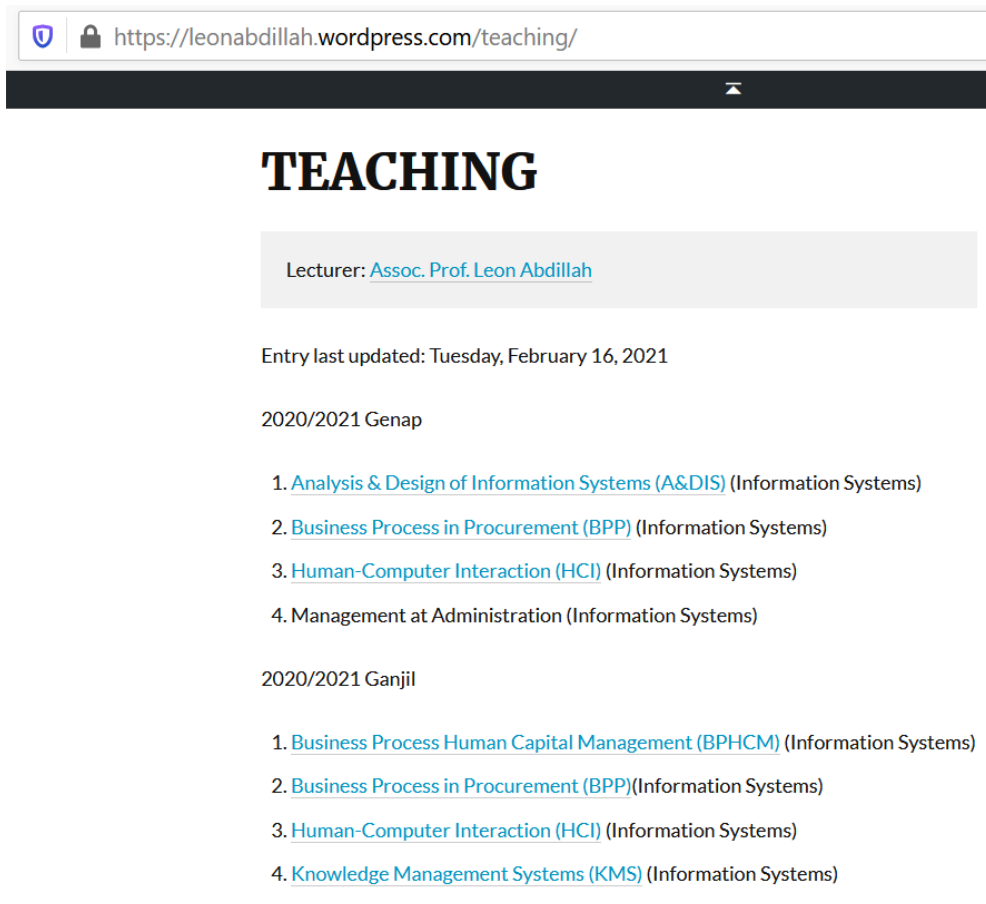 https://leonabdillah.wordpress.com/teaching/
TEACHING
Lecturer: Assoc. Prof. Leon Abdillah
Entry last updated: Tuesday, February 16, 2021
2020/2021 Genap
1. Analysis & Design of Information Systems (A&DIS) (Information Systems)
2. Business Process in Procurement (BPP) (Information Systems)
3. Human-Computer Interaction (HCI) (Information Systems)
4. Management at Administration (Information Systems)
2020/2021 Ganjil
1. Business Process Human Capital Management (BPHCM) (Information Systems)
2. Business Process in Procurement (BPP)(Information Systems)
3. Human-Computer Interaction (HCI) (Information Systems)
4. Knowledge Management Systems (KMS) (Information Systems)